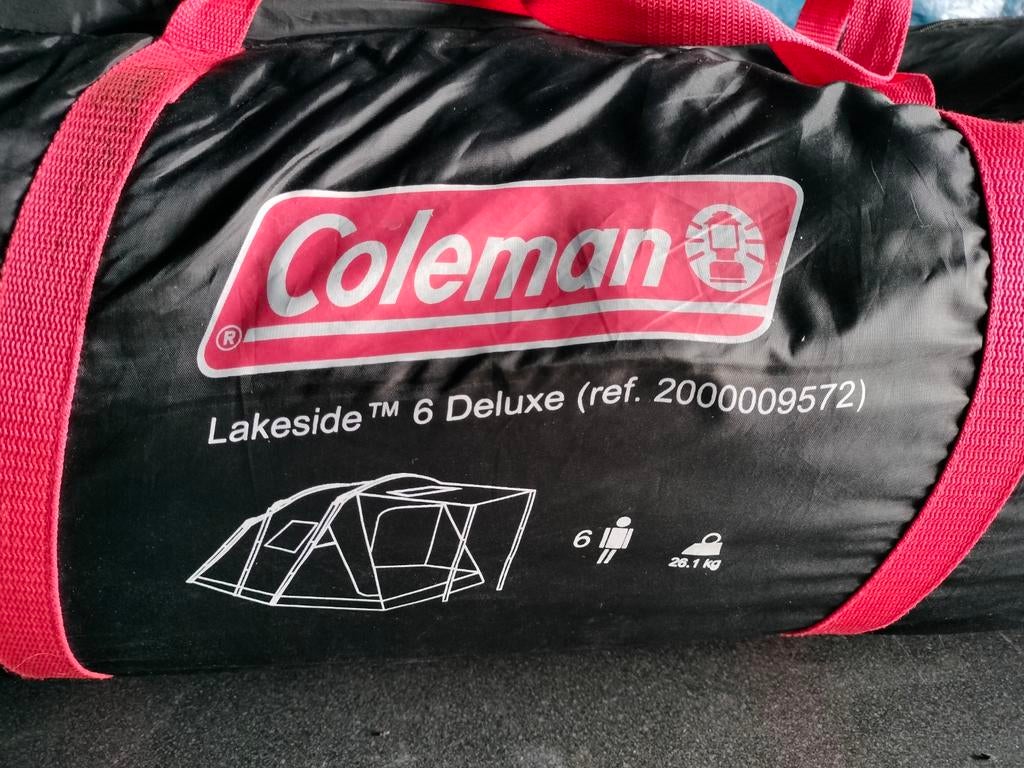 Coleman
®
Lakeside™ 6 Deluxe (ref. 2000009572)
6
26.1 kg